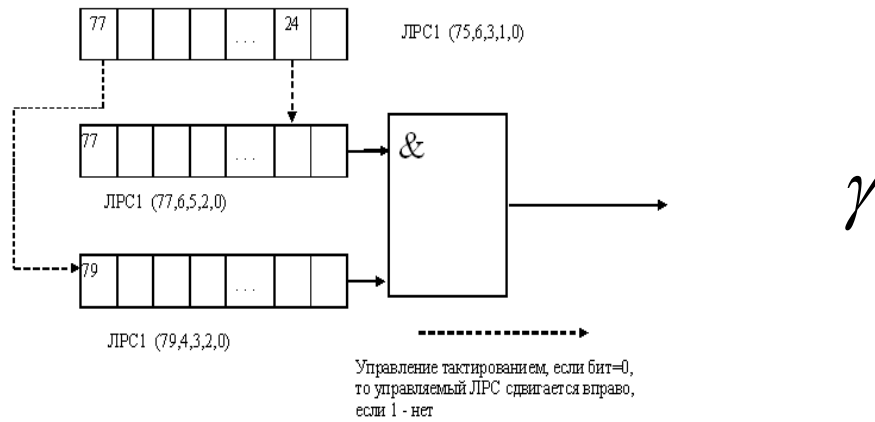 77 ... 24
ЛРС1 (75,6,3,1,0)
77 ...
&
γ
ЛРС1 (77,6,5,2,0)
79 ...
ЛРС1 (79,4,3,2,0)
Управление тактированием, если бит=0,
то управляемый ЛРС сдвигается вправо,
если 1 - нет